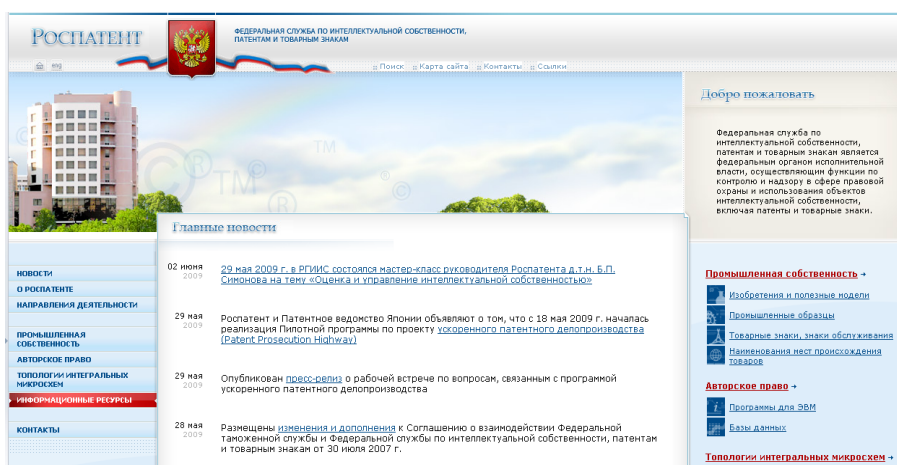 РОСПАТЕНТ
ФЕДЕРАЛЬНАЯ СЛУЖБА ПО ИНТЕЛЛЕКТУАЛЬНОЙ СОБСТВЕННОСТИ,
ПАТЕНТАМ И ТОВАРНЫМ ЗНАКАМ
Поиск Карта сайта Контакты Ссылки
Добро пожаловать
Федеральная служба по
интеллектуальной собственности,
патентам и товарным знакам является
федеральным органом исполнительной
власти, осуществляющим функции по
контролю и надзору в сфере правовой
охраны и использования объектов
интеллектуальной собственности,
включая патенты и товарные знаки.
© ® TM ® © TM
НОВОСТИ
О РОСПАТЕНТЕ
НАПРАВЛЕНИЯ ДЕЯТЕЛЬНОСТИ
ПРОМЫШЛЕННАЯ
СОБСТВЕННОСТЬ
АВТОРСКОЕ ПРАВО
ТОПОЛОГИИ ИНТЕГРАЛЬНЫХ
МИКРОСХЕМ
ИНФОРМАЦИОННЫЕ РЕСУРСЫ
КОНТАКТЫ
Главные новости
02 июня
2009
29 мая 2009 г. в РГИИС состоялся мастер-класс руководителя Роспатента д.т.н. Б.П.
Симонова на тему «Оценка и управление интеллектуальной собственностью»
29 мая
2009
Роспатент и Патентное ведомство Японии объявляют о том, что с 18 мая 2009 г. началась
реализация Пилотной программы по проекту ускоренного патентного делопроизводства
(Patent Prosecution Highway)
29 мая
2009
Опубликован пресс-релиз о рабочей встрече по вопросам, связанным с программой
ускоренного патентного делопроизводства
28 мая
2009
Размещены изменения и дополнения к Соглашению о взаимодействии Федеральной
таможенной службы и Федеральной службы по интеллектуальной собственности, патентам
и товарным знакам от 30 июля 2007 г.
Промышленная собственность
Изобретения и полезные модели
Промышленные образцы
Товарные знаки, знаки обслуживания
Наименования мест происхождения
товаров
Авторское право
Программы для ЭВМ
Базы данных
Топологии интегральных микросхем